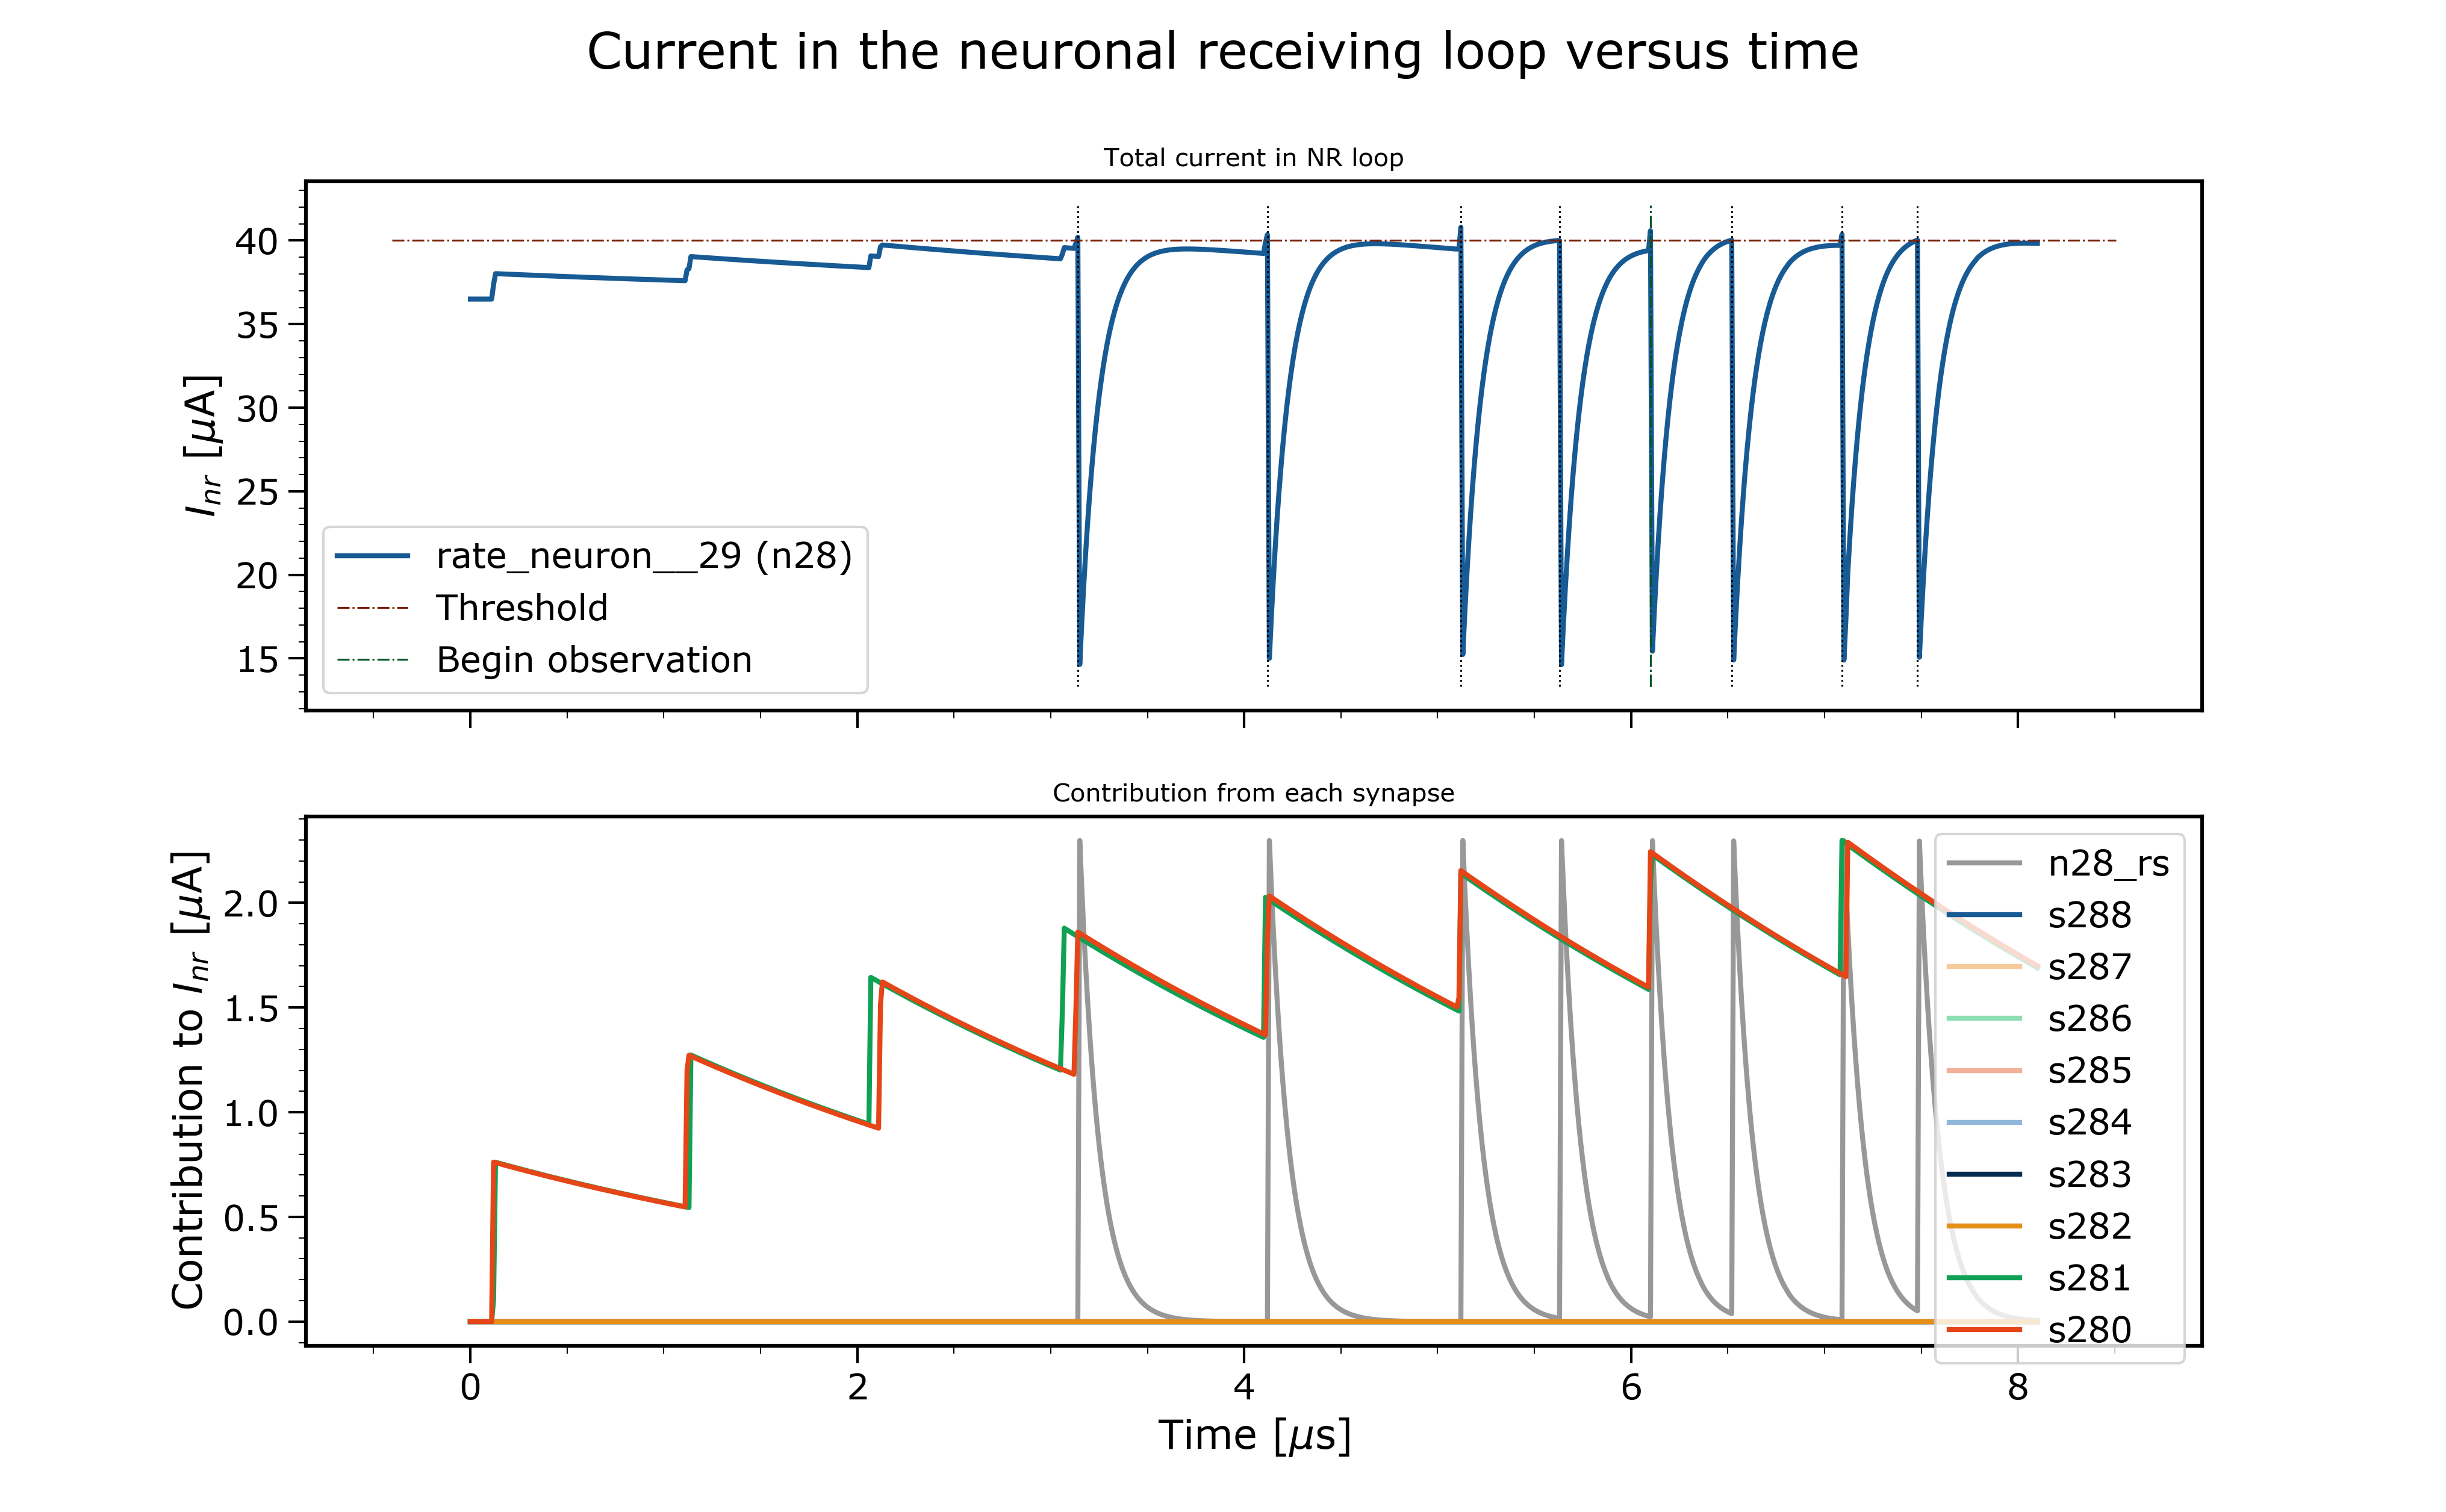 Current in the neuronal receiving loop versus time
Total current in NR loop
40
35
30
25
20
15
I_nr [μA]
rate_neuron__29 (n28)
Threshold
Begin observation
Contribution from each synapse
2.0
1.5
1.0
0.5
0.0
Contribution to I_nr [μA]
n28_rs
s288
s287
s286
s285
s284
s283
s282
s281
s280
0 2 4 6 8
Time [μs]